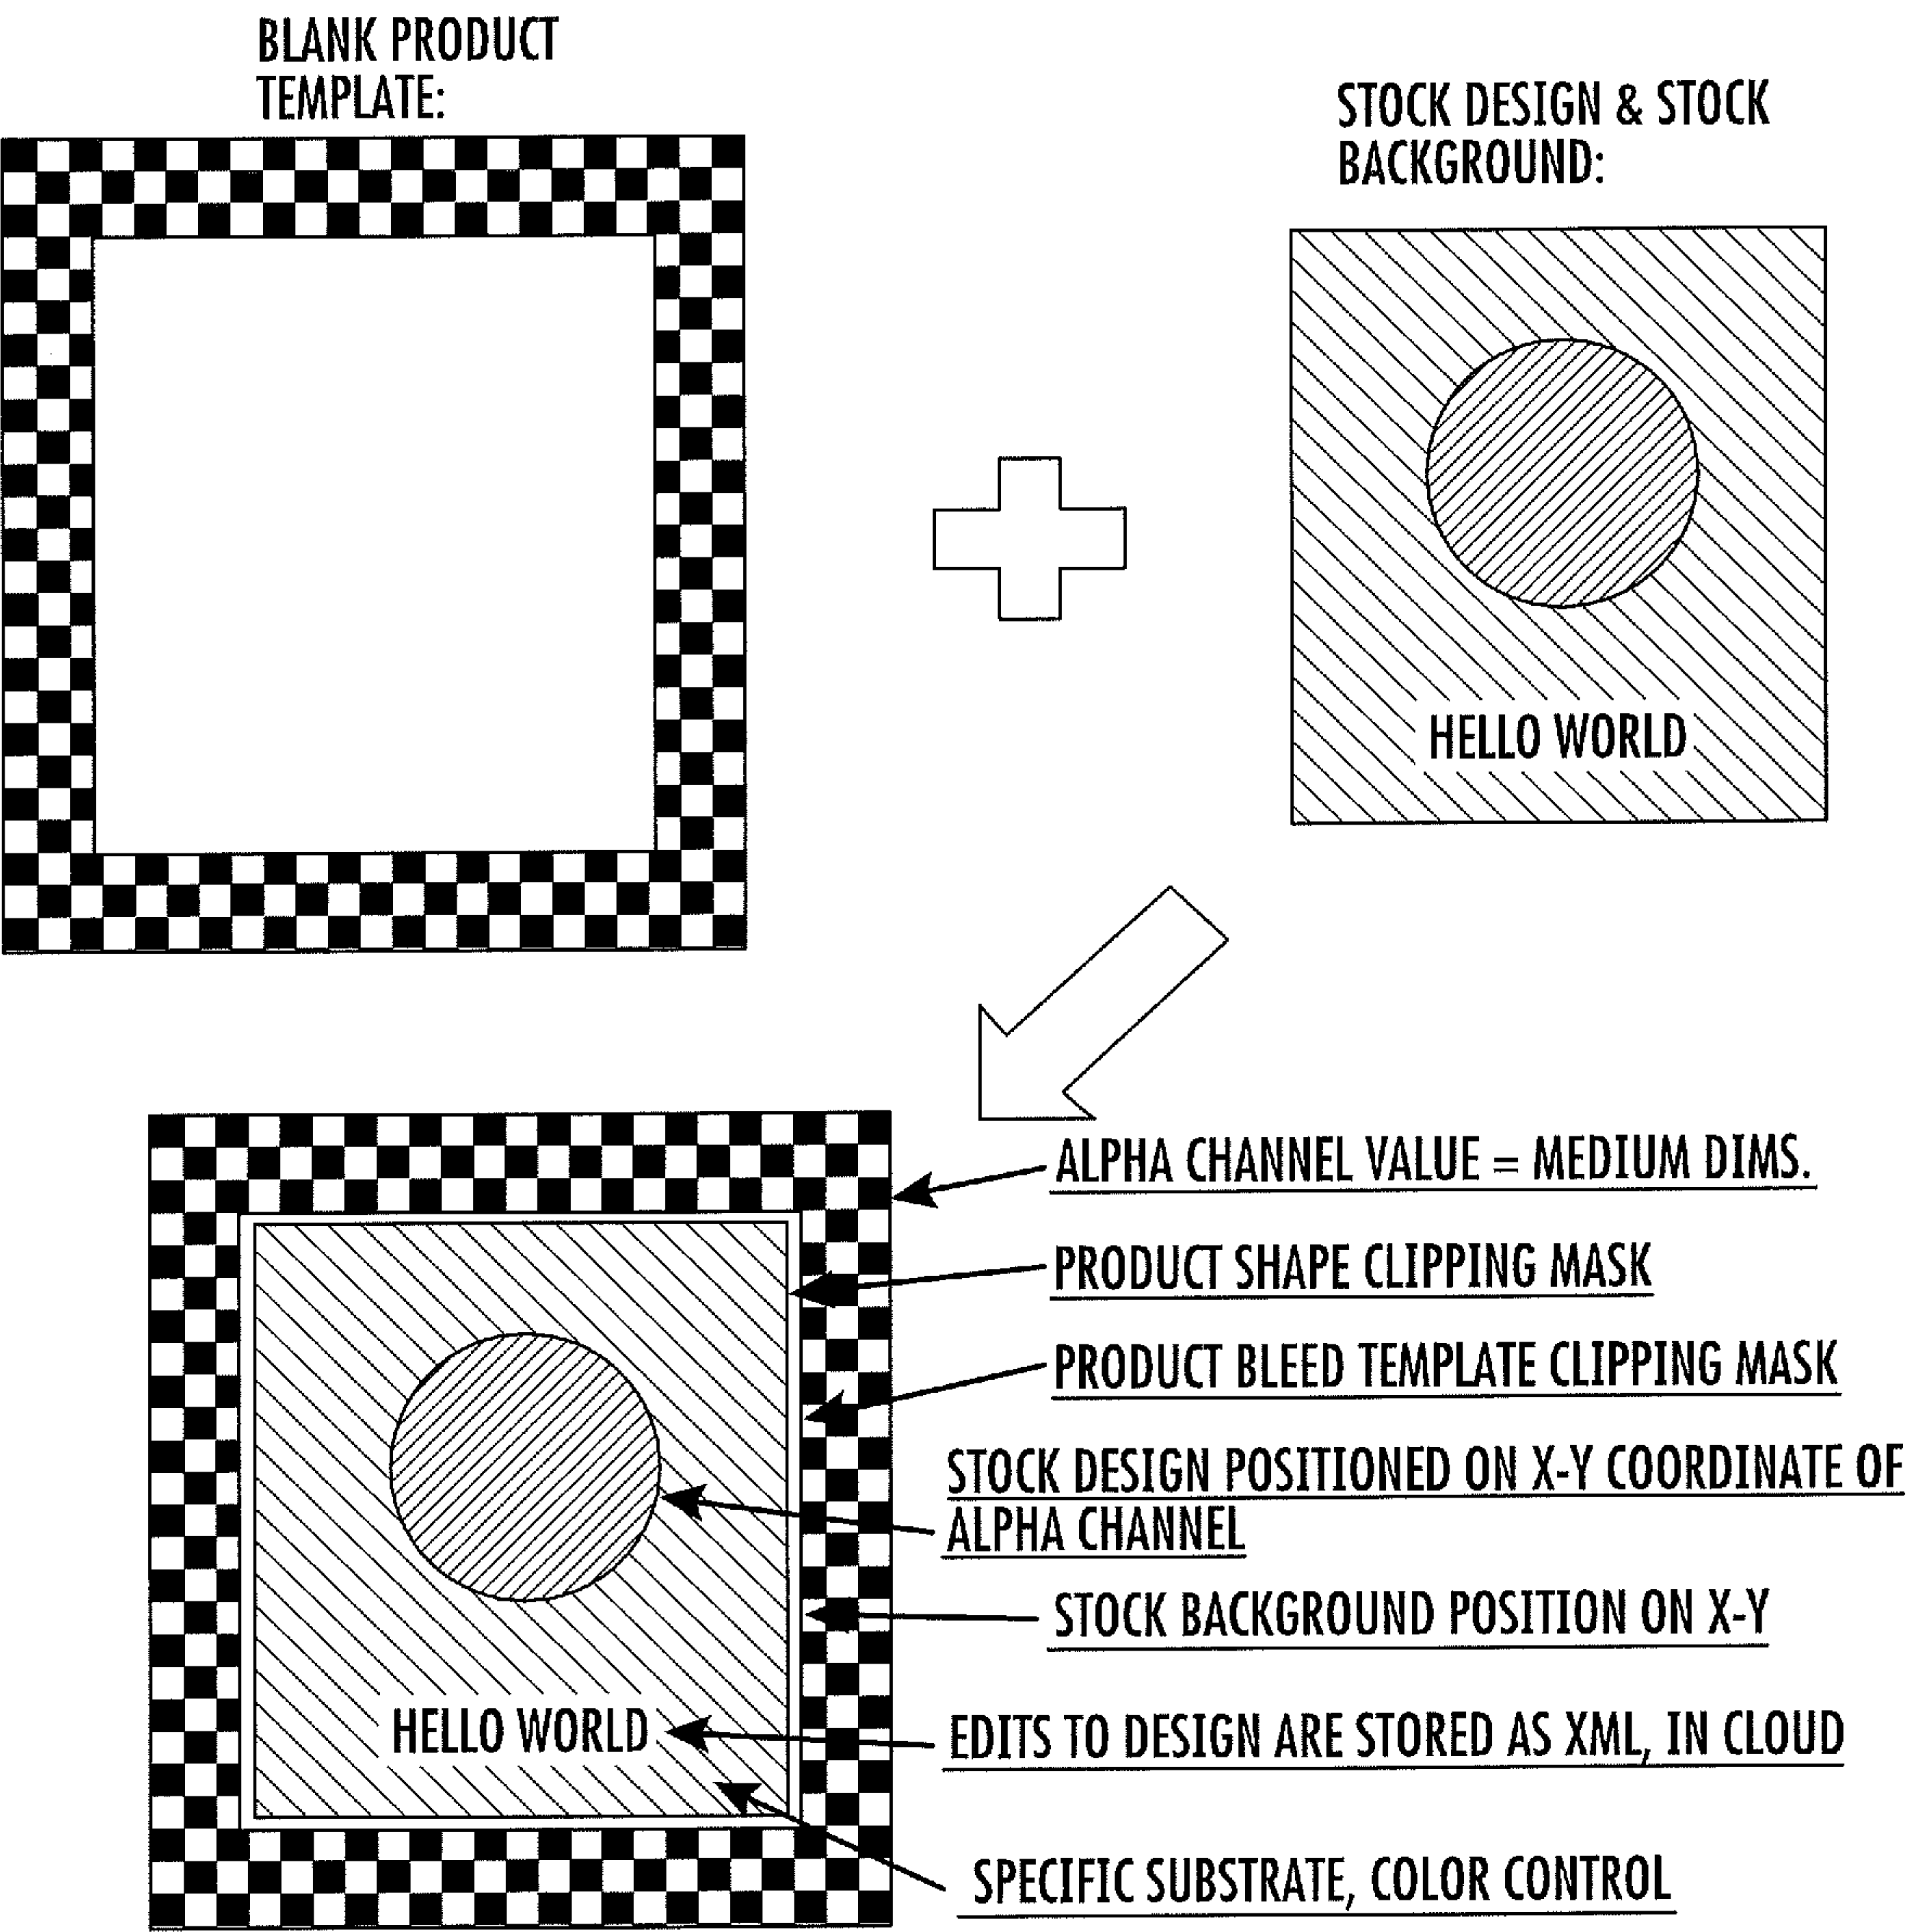 BLANK PRODUCT
TEMPLATE:
STOCK DESIGN & STOCK
BACKGROUND:
HELLO WORLD
ALPHA CHANNEL VALUE = MEDIUM DIMS.
PRODUCT SHAPE CLIPPING MASK
PRODUCT BLEED TEMPLATE CLIPPING MASK
STOCK DESIGN POSITIONED ON X-Y COORDINATE OF
ALPHA CHANNEL
STOCK BACKGROUND POSITION ON X-Y
HELLO WORLD
EDITS TO DESIGN ARE STORED AS XML, IN CLOUD
SPECIFIC SUBSTRATE, COLOR CONTROL